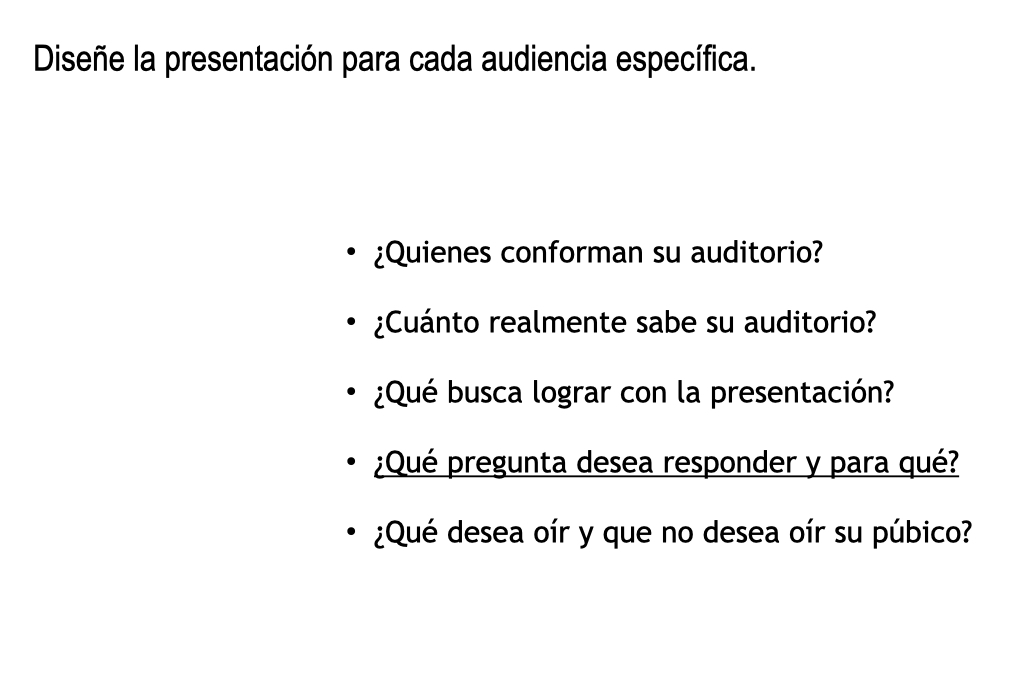 Diseñe la presentación para cada audiencia específica.
• ¿Quienes conforman su auditorio?
• ¿Cuánto realmente sabe su auditorio?
• ¿Qué busca lograr con la presentación?
• ¿Qué pregunta desea responder y para qué?
• ¿Qué desea oír y que no desea oír su púbico?